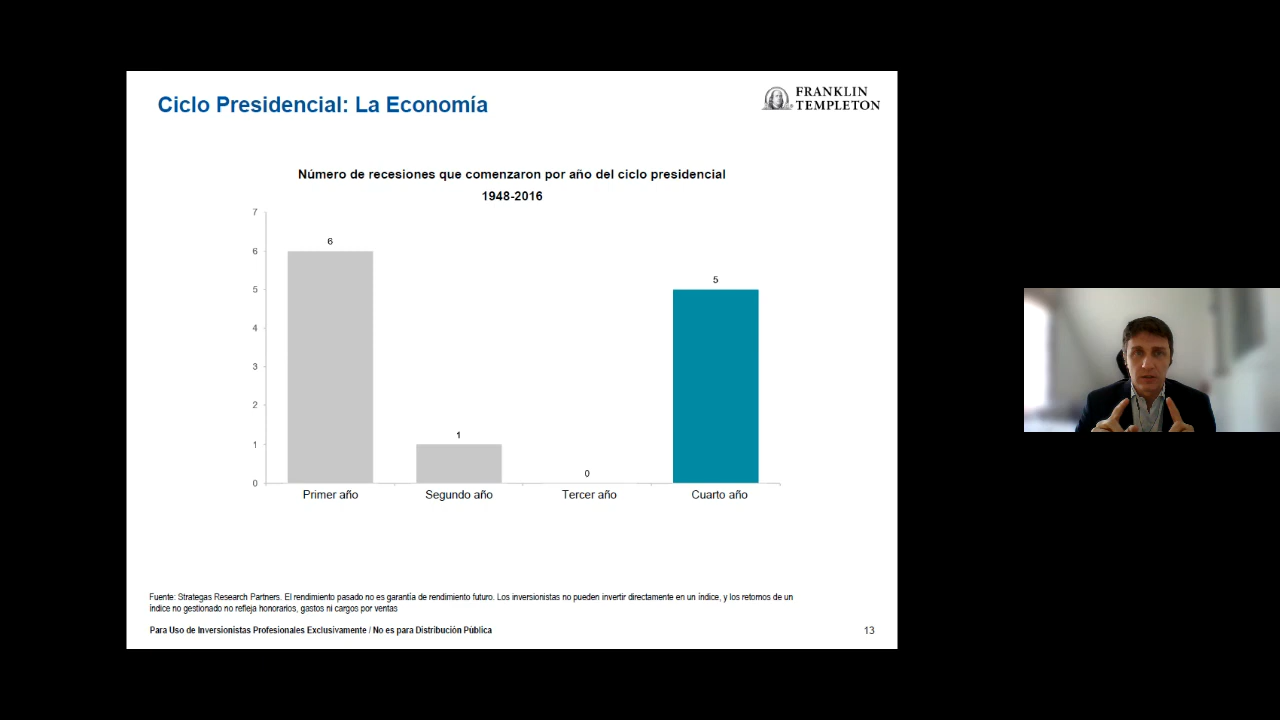 Ciclo Presidencial: La Economía
FRANKLIN
TEMPLETON
Número de recesiones que comenzaron por año del ciclo presidencial
1948-2016
7
6
5
4
3
2
1
0
6
1
0
5
Primer año
Segundo año
Tercer año
Cuarto año
Fuente: Strategas Research Partners. El rendimiento pasado no es garantía de rendimiento futuro. Los inversionistas no pueden invertir directamente en un índice, y los retornos de un
índice no gestionado no refleja honorarios, gastos ni cargos por ventas
Para Uso de Inversionistas Profesionales Exclusivamente / No es para Distribución Pública
13